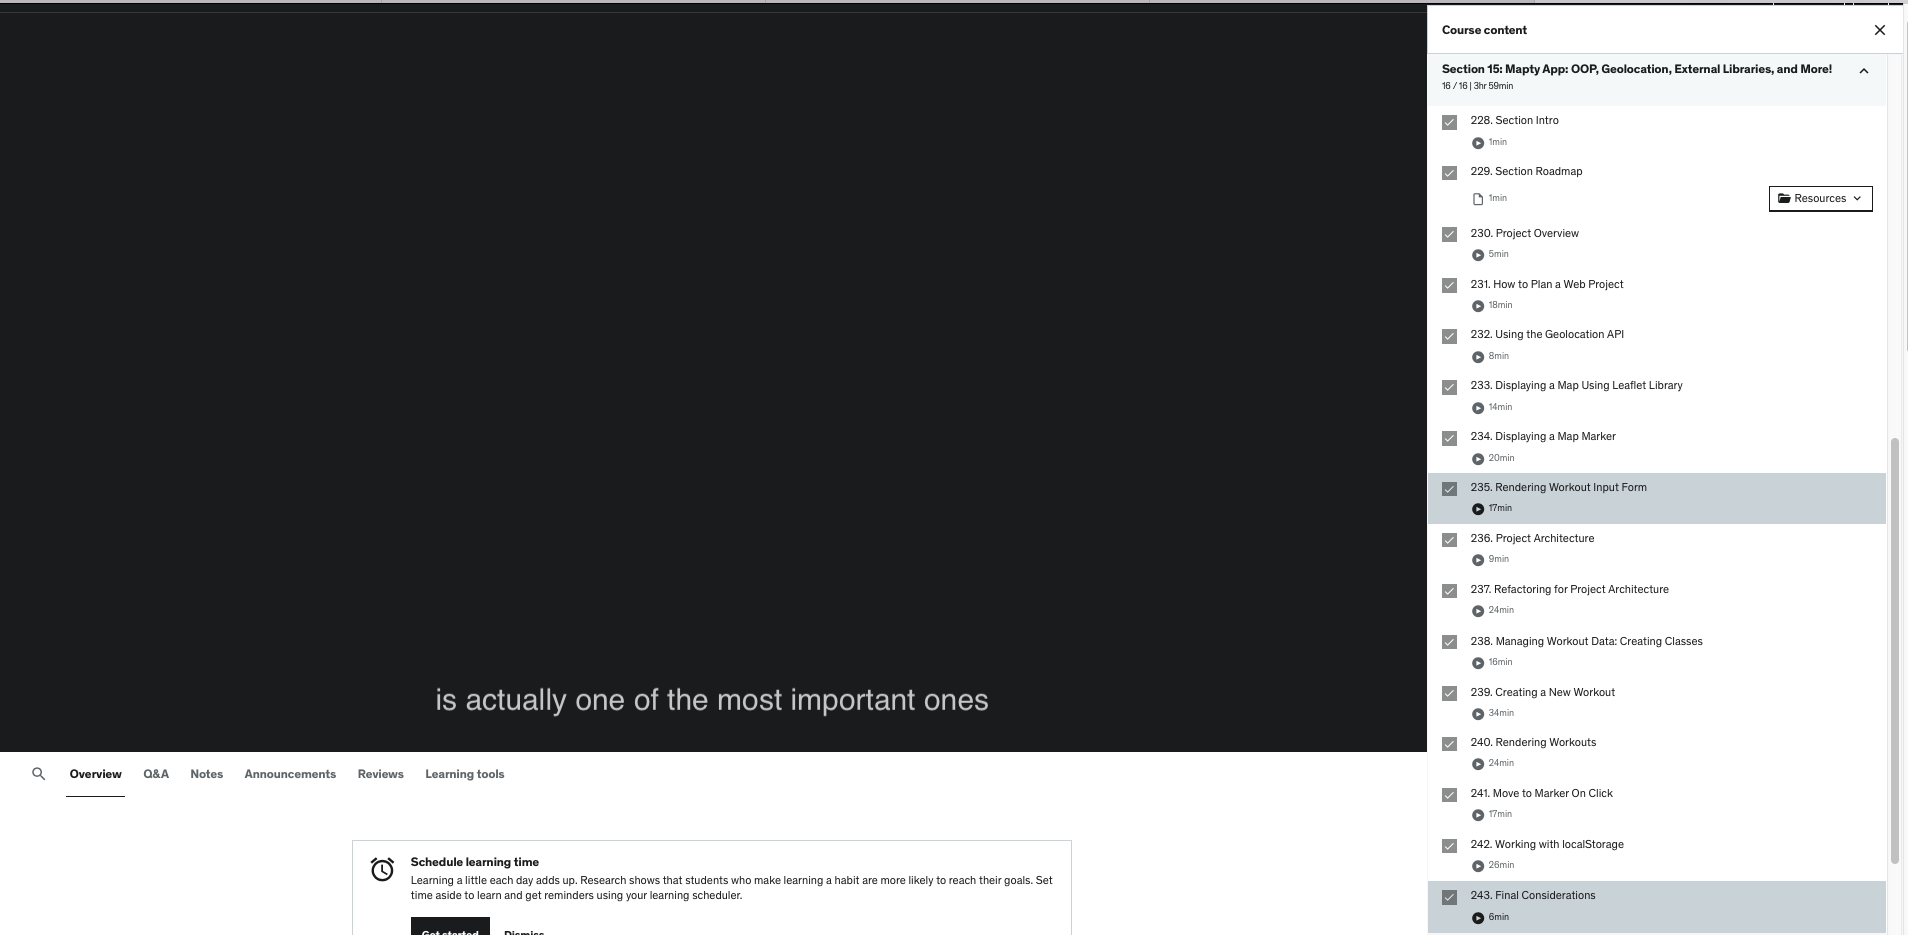 Course content
Section 15: Mapty App: OOP, Geolocation, External Libraries, and More!
16 / 16 | 3hr 59min
228. Section Intro
1min
229. Section Roadmap
1min
Resources
230. Project Overview
5min
231. How to Plan a Web Project
18min
232. Using the Geolocation API
8min
233. Displaying a Map Using Leaflet Library
14min
234. Displaying a Map Marker
20min
235. Rendering Workout Input Form
17min
236. Project Architecture
9min
237. Refactoring for Project Architecture
24min
238. Managing Workout Data: Creating Classes
16min
239. Creating a New Workout
34min
240. Rendering Workouts
24min
241. Move to Marker On Click
17min
242. Working with localStorage
26min
243. Final Considerations
6min
is actually one of the most important ones
Overview Q&A Notes Announcements Reviews Learning tools
Schedule learning time
Learning a little each day adds up. Research shows that students who make learning a habit are more likely to reach their goals. Set
time aside to learn and get reminders using your learning scheduler.
Get started Dismiss